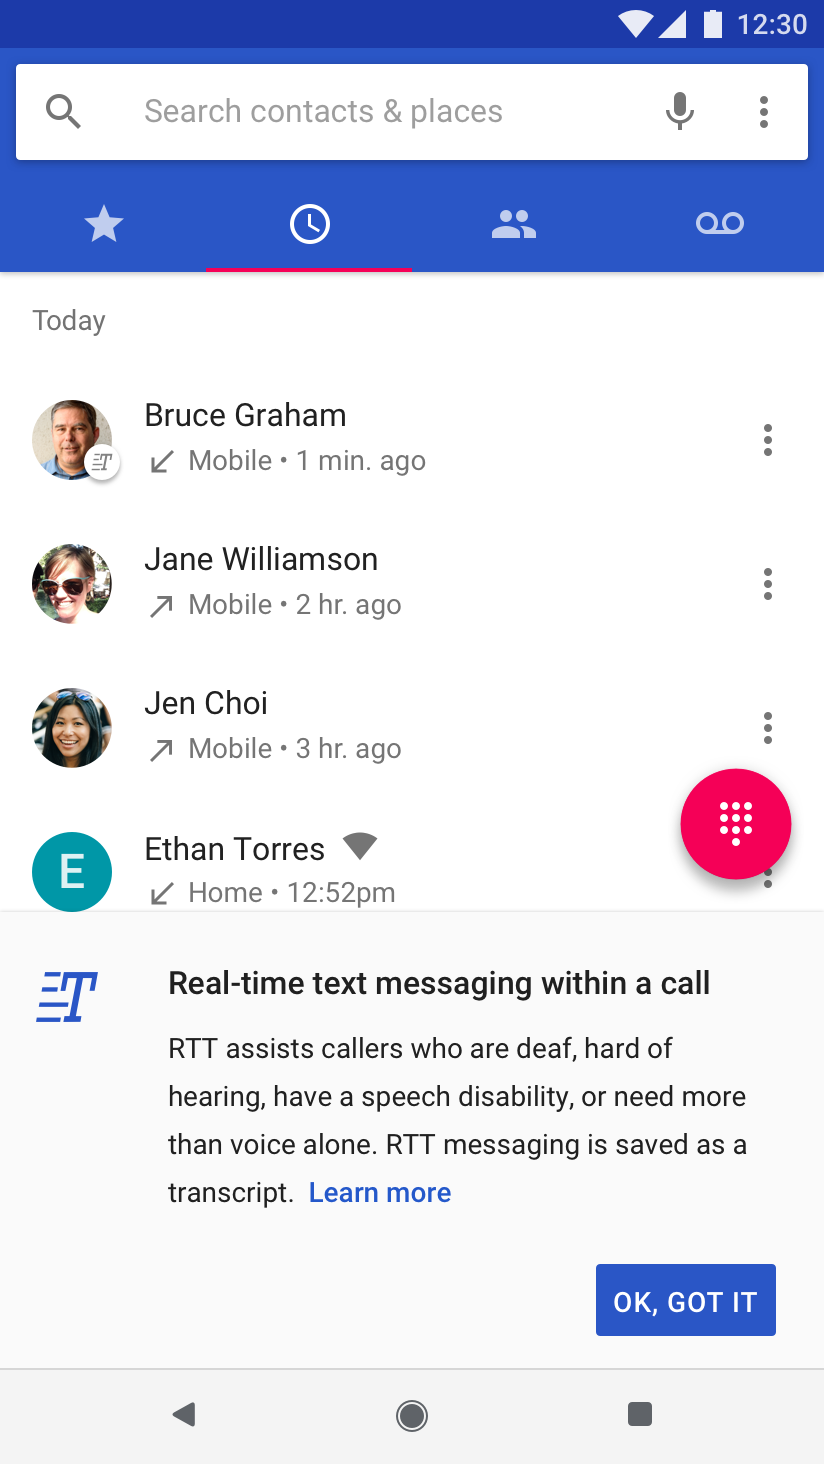 12:30
Search contacts & places
Today
Bruce Graham
Mobile • 1 min. ago
Jane Williamson
Mobile • 2 hr. ago
Jen Choi
Mobile • 3 hr. ago
E
Ethan Torres
Home • 12:52pm
Real-time text messaging within a call
RTT assists callers who are deaf, hard of
hearing, have a speech disability, or need more
than voice alone. RTT messaging is saved as a
transcript. Learn more
OK, GOT IT